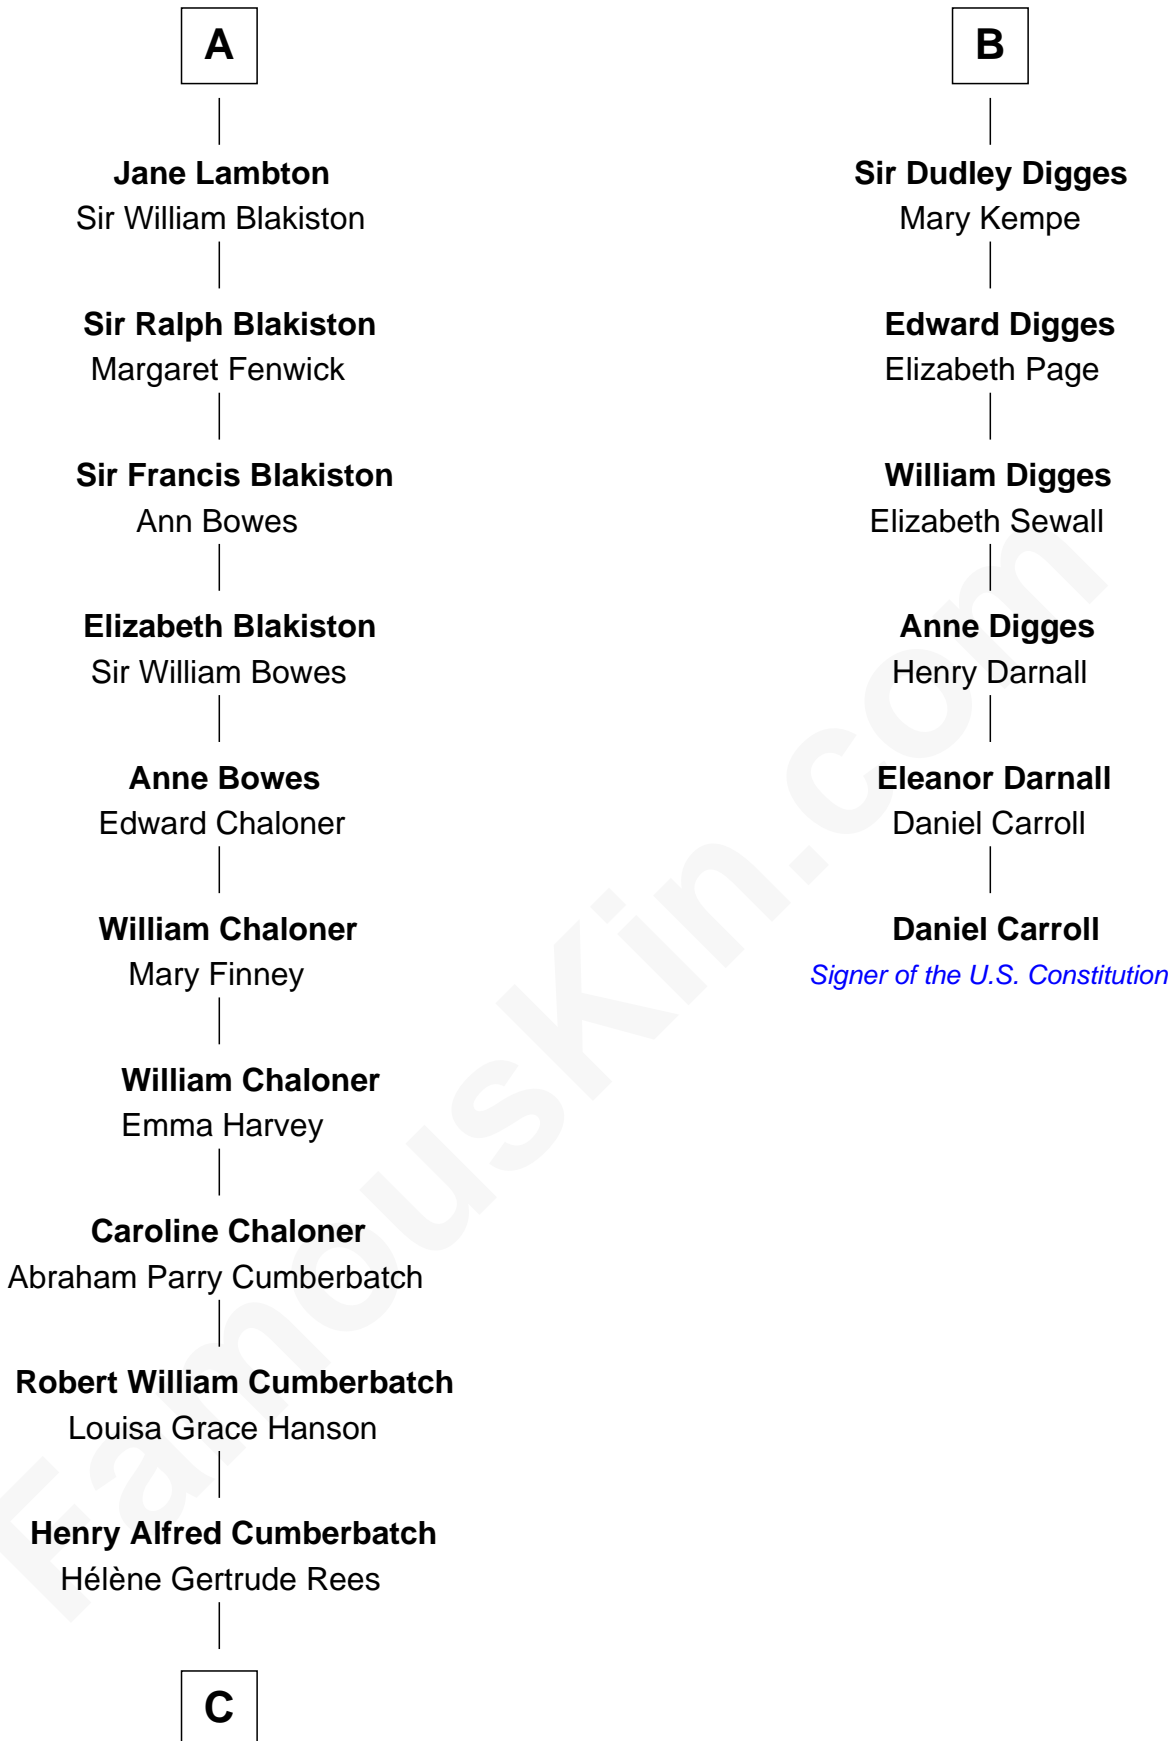 A
Jane Lambton
Sir William Blakiston
Sir Ralph Blakiston
Margaret Fenwick
Sir Francis Blakiston
Ann Bowes
Elizabeth Blakiston
Sir William Bowes
Anne Bowes
Edward Chaloner
William Chaloner
Mary Finney
William Chaloner
Emma Harvey
Caroline Chaloner
Abraham Parry Cumberbatch
Robert William Cumberbatch
Louisa Grace Hanson
Henry Alfred Cumberbatch
Hélène Gertrude Rees
C
B
Sir Dudley Digges
Mary Kempe
Edward Digges
Elizabeth Page
William Digges
Elizabeth Sewall
Anne Digges
Henry Darnall
Eleanor Darnall
Daniel Carroll
Daniel Carroll
Signer of the U.S. Constitution
FamousKin.com